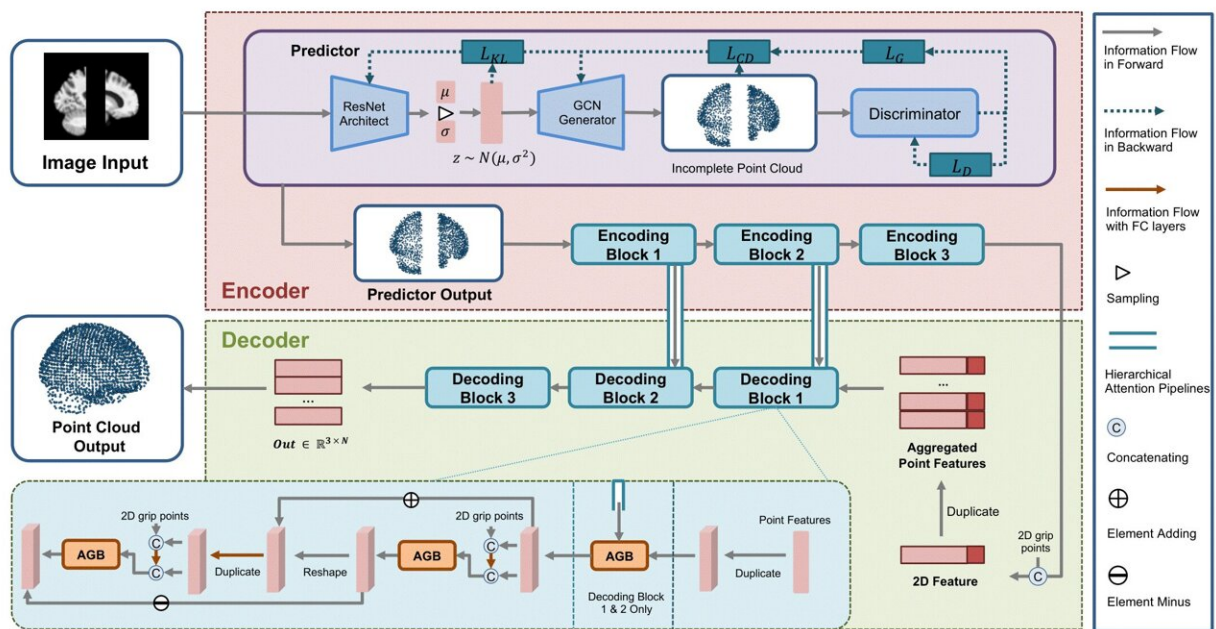 Image Input
Predictor
ResNet
Architect
μ
σ
z ~ N(μ, σ²)
L_KL
GCN
Generator
L_CD
Incomplete Point Cloud
L_G
Discriminator
L_D
Predictor Output
Encoding
Block 1
Encoding
Block 2
Encoding
Block 3
Encoder
Decoder
Point Cloud
Output
...
Out ∈ ℝ^{3×N}
Decoding
Block 3
Decoding
Block 2
Decoding
Block 1
...
Aggregated
Point Features
Duplicate
2D Feature
2D grip
points
C
AGB
2D grip points
C
C
Duplicate
Reshape
AGB
2D grip points
C
C
AGB
Decoding Block
1 & 2 Only
Duplicate
Point Features
Information Flow
in Forward
Information Flow
in Backward
Information Flow
with FC layers
Sampling
Hierarchical
Attention Pipelines
C
Concatenating
Element Adding
Element Minus